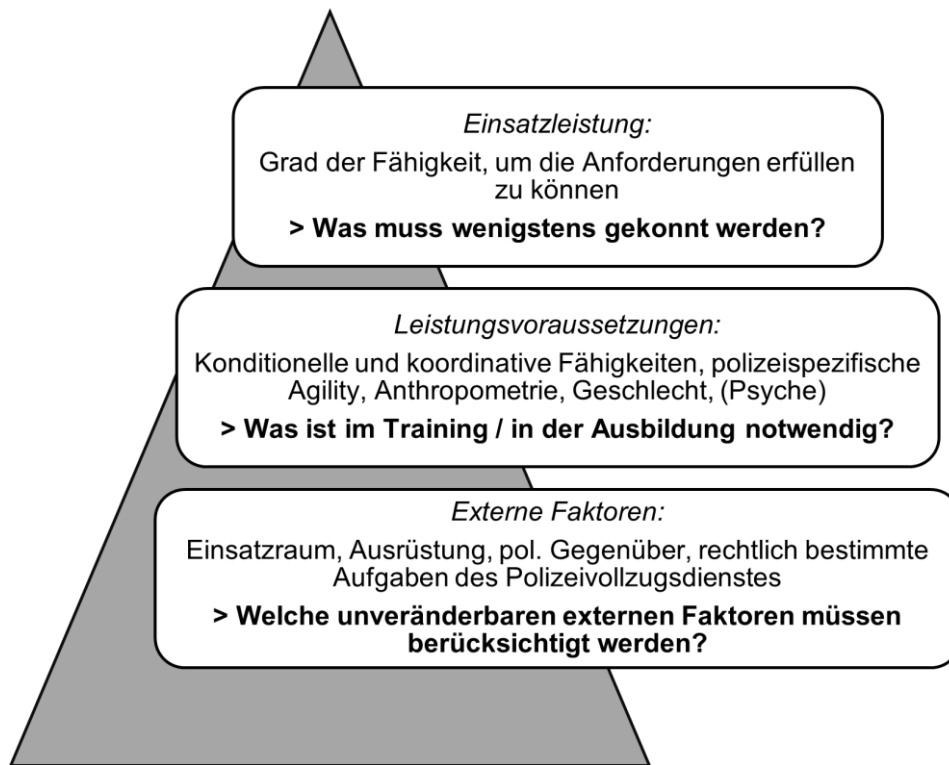 Einsatzleistung:
Grad der Fähigkeit, um die Anforderungen erfüllen
zu können
> Was muss wenigstens gekonnt werden?
Leistungsvoraussetzungen:
Konditionelle und koordinative Fähigkeiten, polizeispezifische
Agility, Anthropometrie, Geschlecht, (Psyche)
> Was ist im Training / in der Ausbildung notwendig?
Externe Faktoren:
Einsatzraum, Ausrüstung, pol. Gegenüber, rechtlich bestimmte
Aufgaben des Polizeivollzugsdienstes
> Welche unveränderbaren externen Faktoren müssen
berücksichtigt werden?